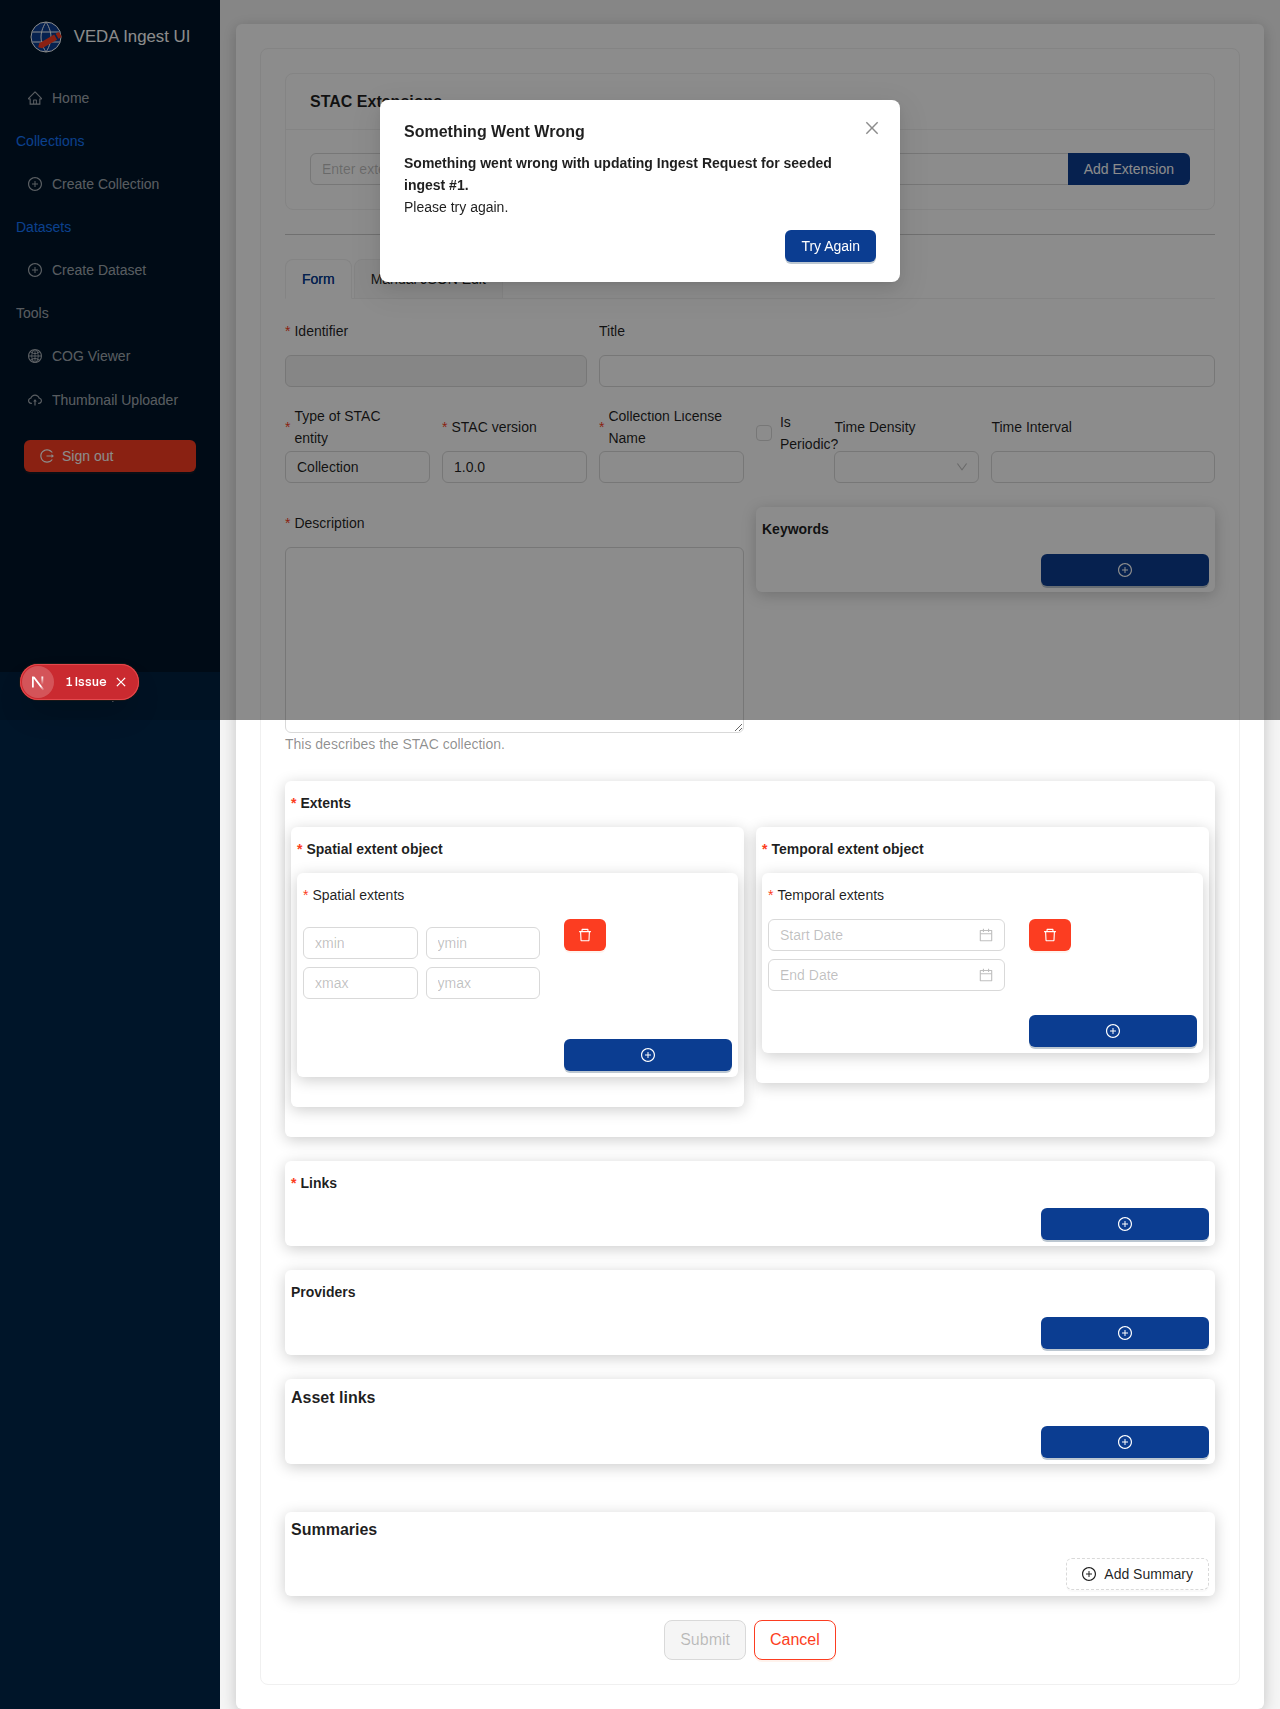 VEDA Ingest UI
Home
Collections
Create Collection
Datasets
Create Dataset
Tools
COG Viewer
Thumbnail Uploader
Sign out
1 Issue
Something Went Wrong
Something went wrong with updating Ingest Request for seeded
ingest #1.
Please try again.
Try Again
STAC Extensions
Enter
Add Extension
Form
Manual JSON Edit
* Identifier
Title
* Type of STAC
entity
* STAC version
* Collection License
Name
Is
Periodic?
Time Density
Time Interval
Collection
1.0.0
* Description
Keywords
This describes the STAC collection.
* Extents
* Spatial extent object
* Temporal extent object
* Spatial extents
* Temporal extents
xmin
ymin
Start Date
xmax
ymax
End Date
* Links
Providers
Asset links
Summaries
Add Summary
Submit
Cancel